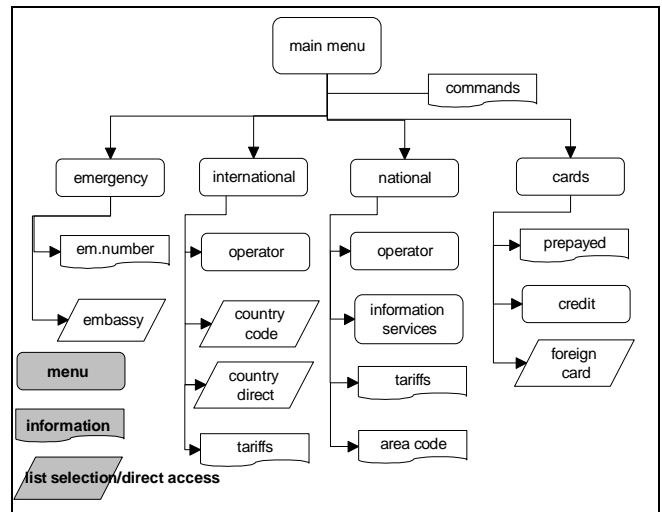 main menu
commands
emergency
international
national
cards
em.number
embassy
operator
country
code
country
direct
tariffs
operator
information
services
tariffs
area code
prepayed
credit
foreign
card
menu
information
list selection/direct access